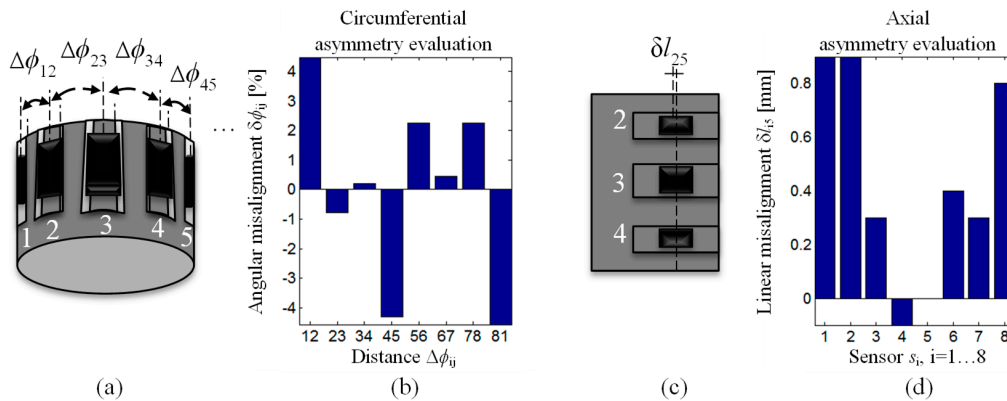 Δϕ12
Δϕ23
Δϕ34
Δϕ45
...
1
2
3
4
5
(a)
Circumferential
asymmetry evaluation
Angular misalignment δϕij [%]
4
3
2
1
0
-1
-2
-3
-4
12 23 34 45 56 67 78 81
Distance Δϕij
(b)
δl25
2
3
4
(c)
Axial
asymmetry evaluation
Linear misalignment δli5 [mm]
0.8
0.6
0.4
0.2
0
1 2 3 4 5 6 7 8
Sensor si, i=1…8
(d)